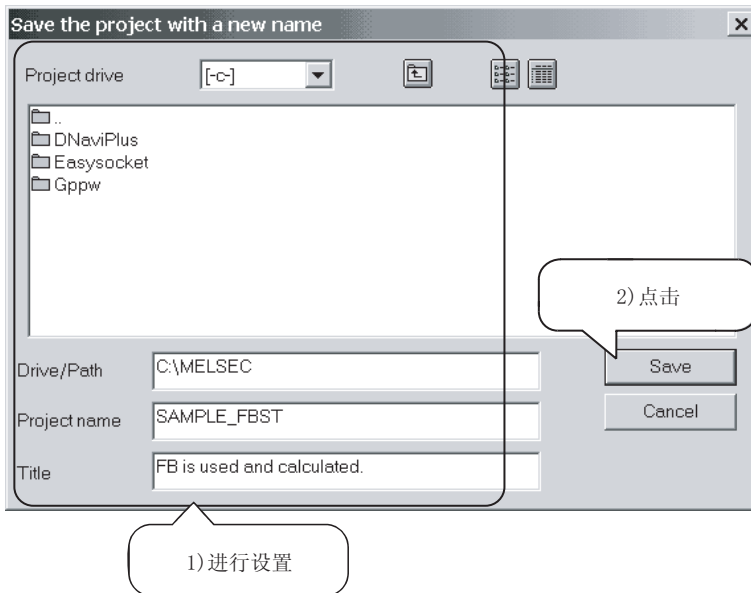 Save the project with a new name
Project drive [-c-]
..
DNaviPlus
Easysocket
Gppw
2)点击
Drive/Path C:\MELSEC
Save
Project name SAMPLE_FBST
Cancel
Title FB is used and calculated.
1)进行设置